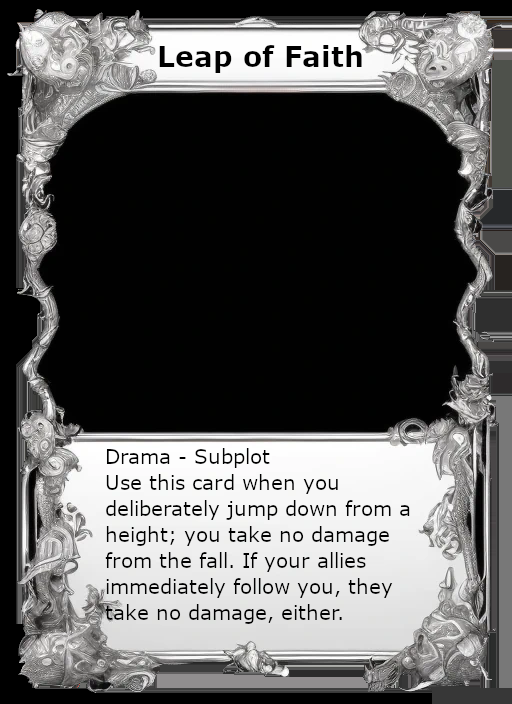 Leap of Faith
Drama - Subplot
Use this card when you
deliberately jump down from a
height; you take no damage
from the fall. If your allies
immediately follow you, they
take no damage, either.